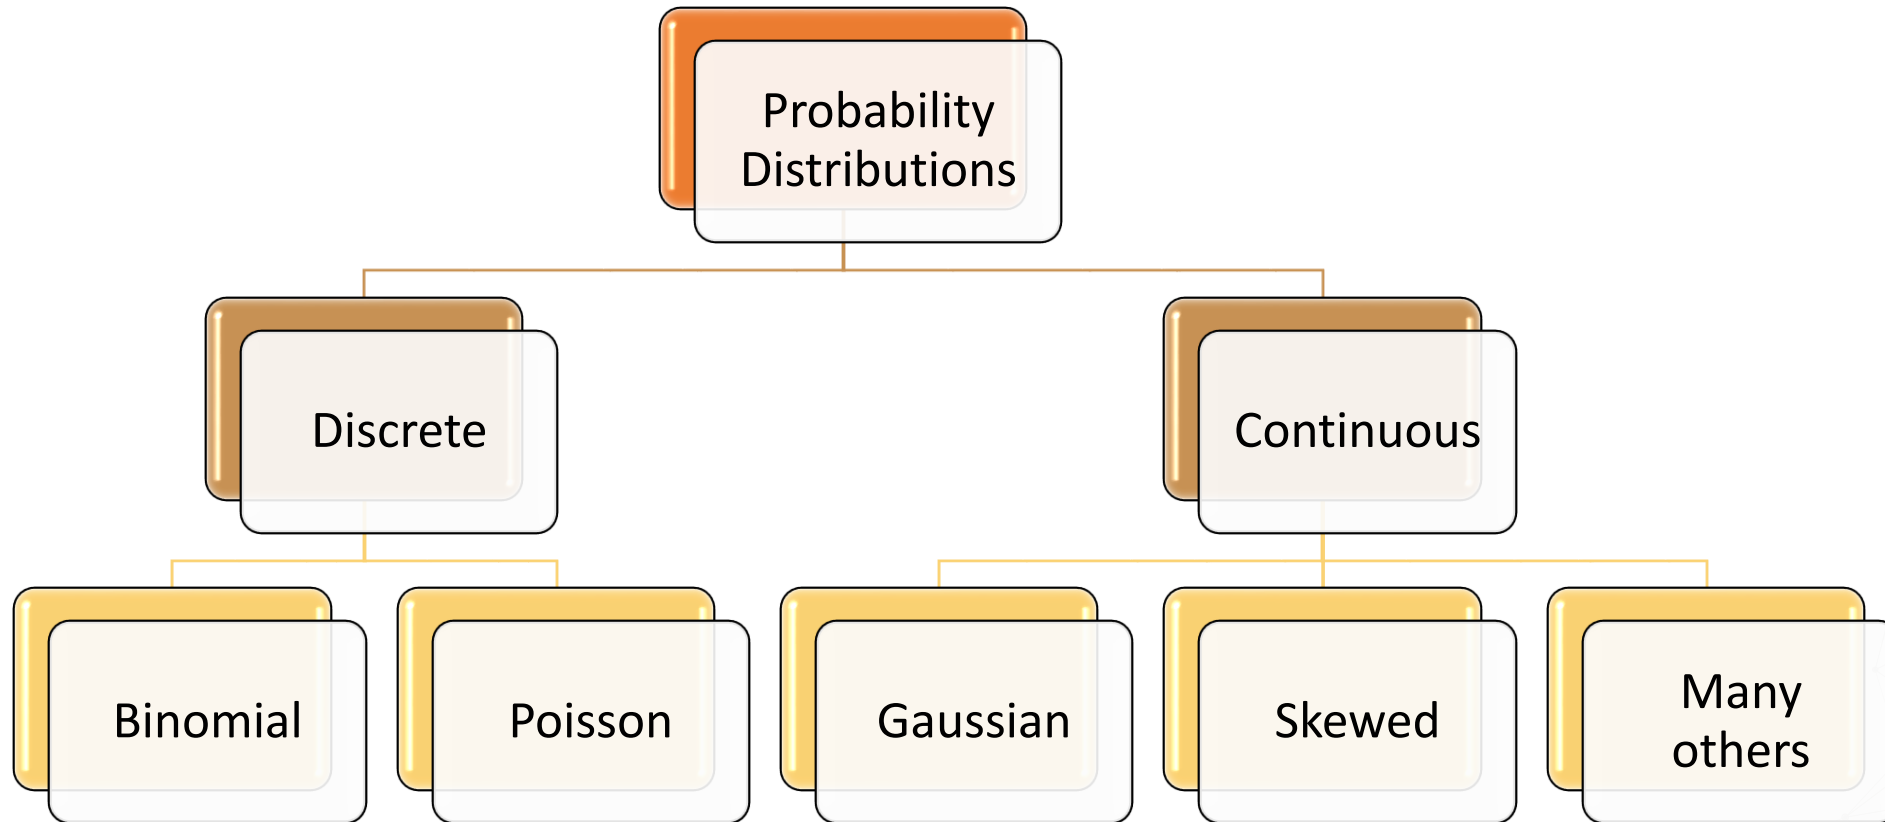 Probability
Distributions
Discrete
Continuous
Binomial
Poisson
Gaussian
Skewed
Many
others